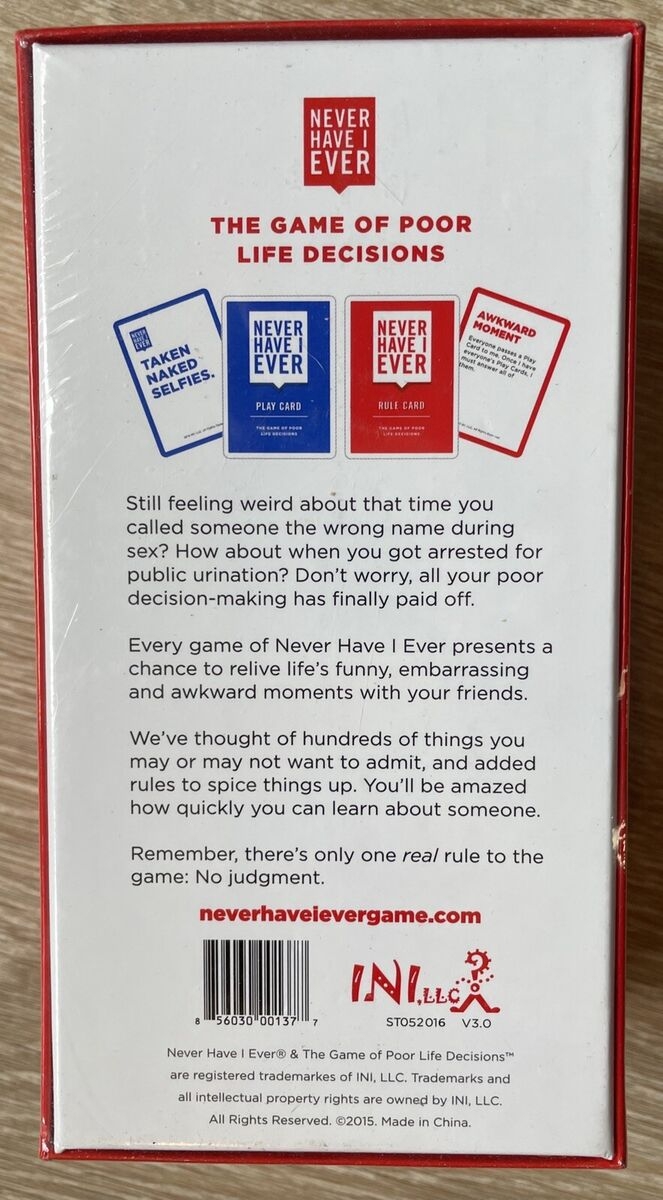 NEVER
HAVE I
EVER
THE GAME OF POOR
LIFE DECISIONS
NEVER
HAVE I
EVER
TAKEN
NAKED
SELFIES.
NEVER
HAVE I
EVER
PLAY CARD
THE GAME OF POOR
LIFE DECISIONS
NEVER
HAVE I
EVER
RULE CARD
THE GAME OF POOR
LIFE DECISIONS
AWKWARD
MOMENT
Everyone passes a Play
Card to me. Once I have
everyone's Play Cards, I
must answer all of
them.
Still feeling weird about that time you
called someone the wrong name during
sex? How about when you got arrested for
public urination? Don't worry, all your poor
decision-making has finally paid off.
Every game of Never Have I Ever presents a
chance to relive life's funny, embarrassing
and awkward moments with your friends.
We've thought of hundreds of things you
may or may not want to admit, and added
rules to spice things up. You'll be amazed
how quickly you can learn about someone.
Remember, there's only one real rule to the
game: No judgment.
neverhaveievergame.com
INI, LLC
8 56030 00137 7
ST052016 V3.0
Never Have I Ever® & The Game of Poor Life Decisions™
are registered trademarkes of INI, LLC. Trademarks and
all intellectual property rights are owned by INI, LLC.
All Rights Reserved. ©2015. Made in China.